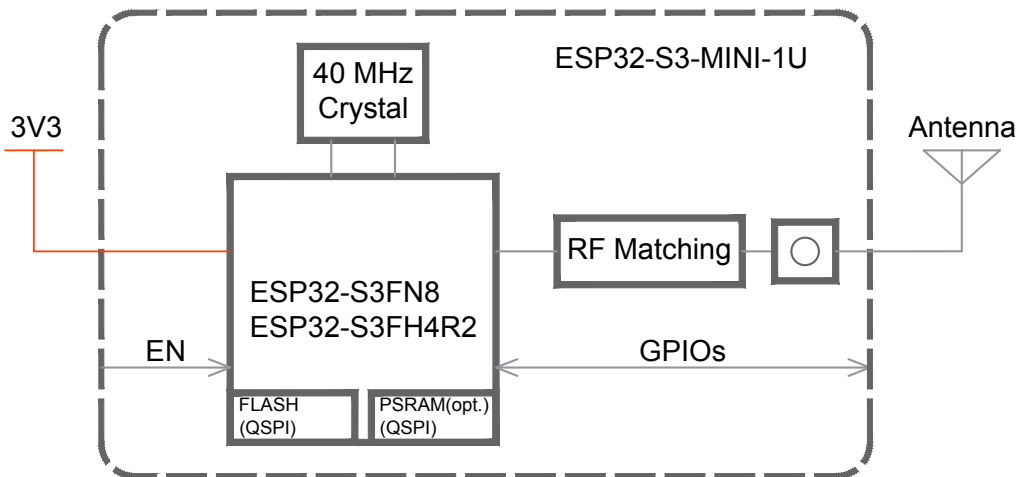 ESP32-S3-MINI-1U
40 MHz
Crystal
3V3
Antenna
RF Matching
ESP32-S3FN8
ESP32-S3FH4R2
EN
GPIOs
FLASH
(QSPI)
PSRAM(opt.)
(QSPI)